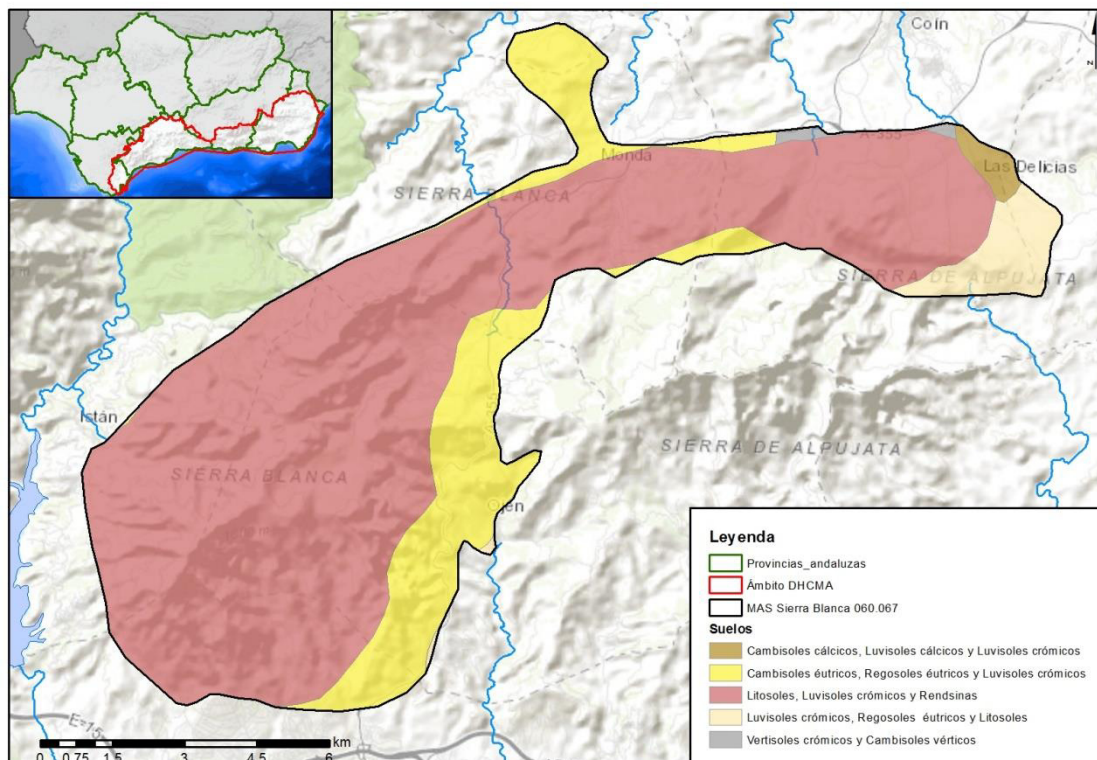 Coín
N
A-355
Monda
Las Delicias
SIERRA BLANCA
SIERRA DE ALPUJATA
Istán
SIERRA BLANCA
SIERRA DE ALPUJATA
Ojén
E=15
km
0 0.75 1.5 3 4.5 6
Leyenda
Provincias_andaluzas
Ámbito DHCMA
MAS Sierra Blanca 060.067
Suelos
Cambisoles cálcicos, Luvisoles cálcicos y Luvisoles crómicos
Cambisoles éutricos, Regosoles éutricos y Luvisoles crómicos
Litosoles, Luvisoles crómicos y Rendsinas
Luvisoles crómicos, Regosoles éutricos y Litosoles
Vertisoles crómicos y Cambisoles vérticos